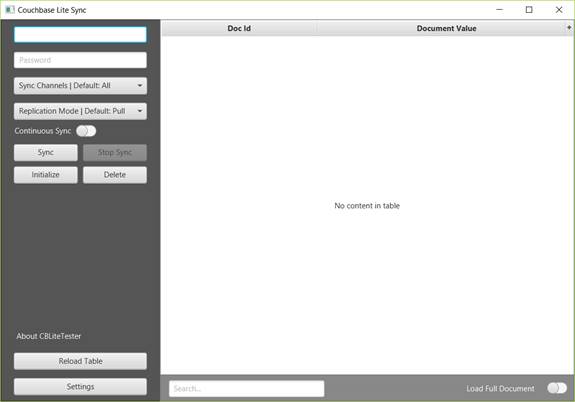 Couchbase Lite Sync
Password
Sync Channels | Default: All
Replication Mode | Default: Pull
Continuous Sync
Sync
Stop Sync
Initialize
Delete
About CBLiteTester
Reload Table
Settings
Doc Id
Document Value
+
No content in table
Search...
Load Full Document